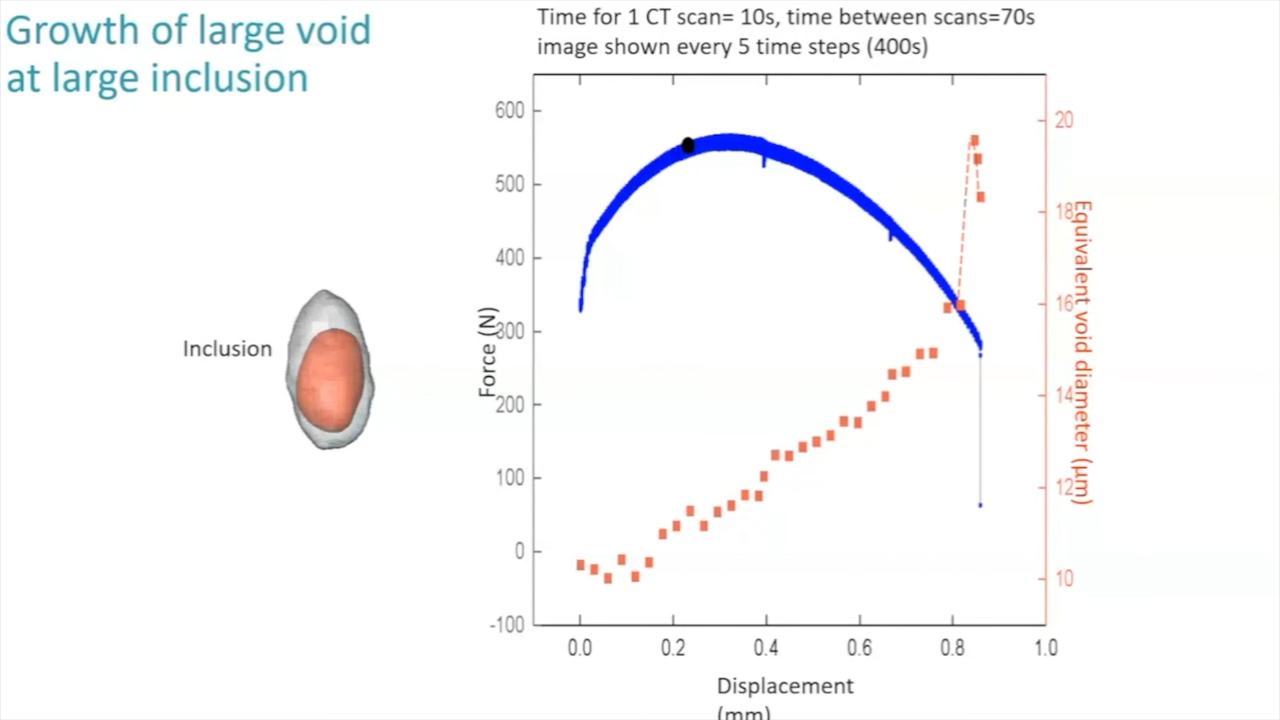 Growth of large void
at large inclusion
Time for 1 CT scan= 10s, time between scans=70s
image shown every 5 time steps (400s)
Inclusion
Force (N)
600
500
400
300
200
100
0
-100
0.0
0.2
0.4
0.6
0.8
1.0
Displacement
(mm)
20
18
16
14
12
10
Equivalent void diameter (µm)